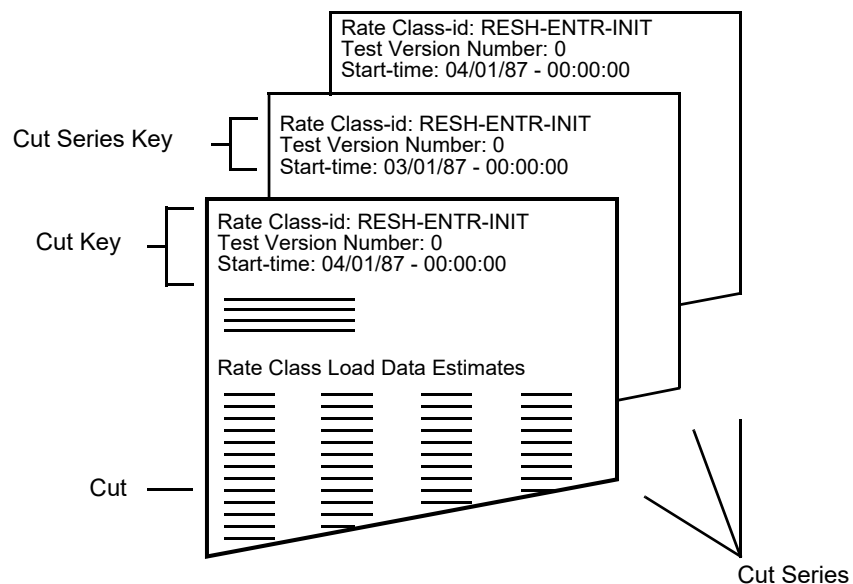 Rate Class-id: RESH-ENTR-INIT
Test Version Number: 0
Start-time: 04/01/87 - 00:00:00
Cut Series Key
Rate Class-id: RESH-ENTR-INIT
Test Version Number: 0
Start-time: 03/01/87 - 00:00:00
Cut Key
Rate Class-id: RESH-ENTR-INIT
Test Version Number: 0
Start-time: 04/01/87 - 00:00:00
Rate Class Load Data Estimates
Cut
Cut Series